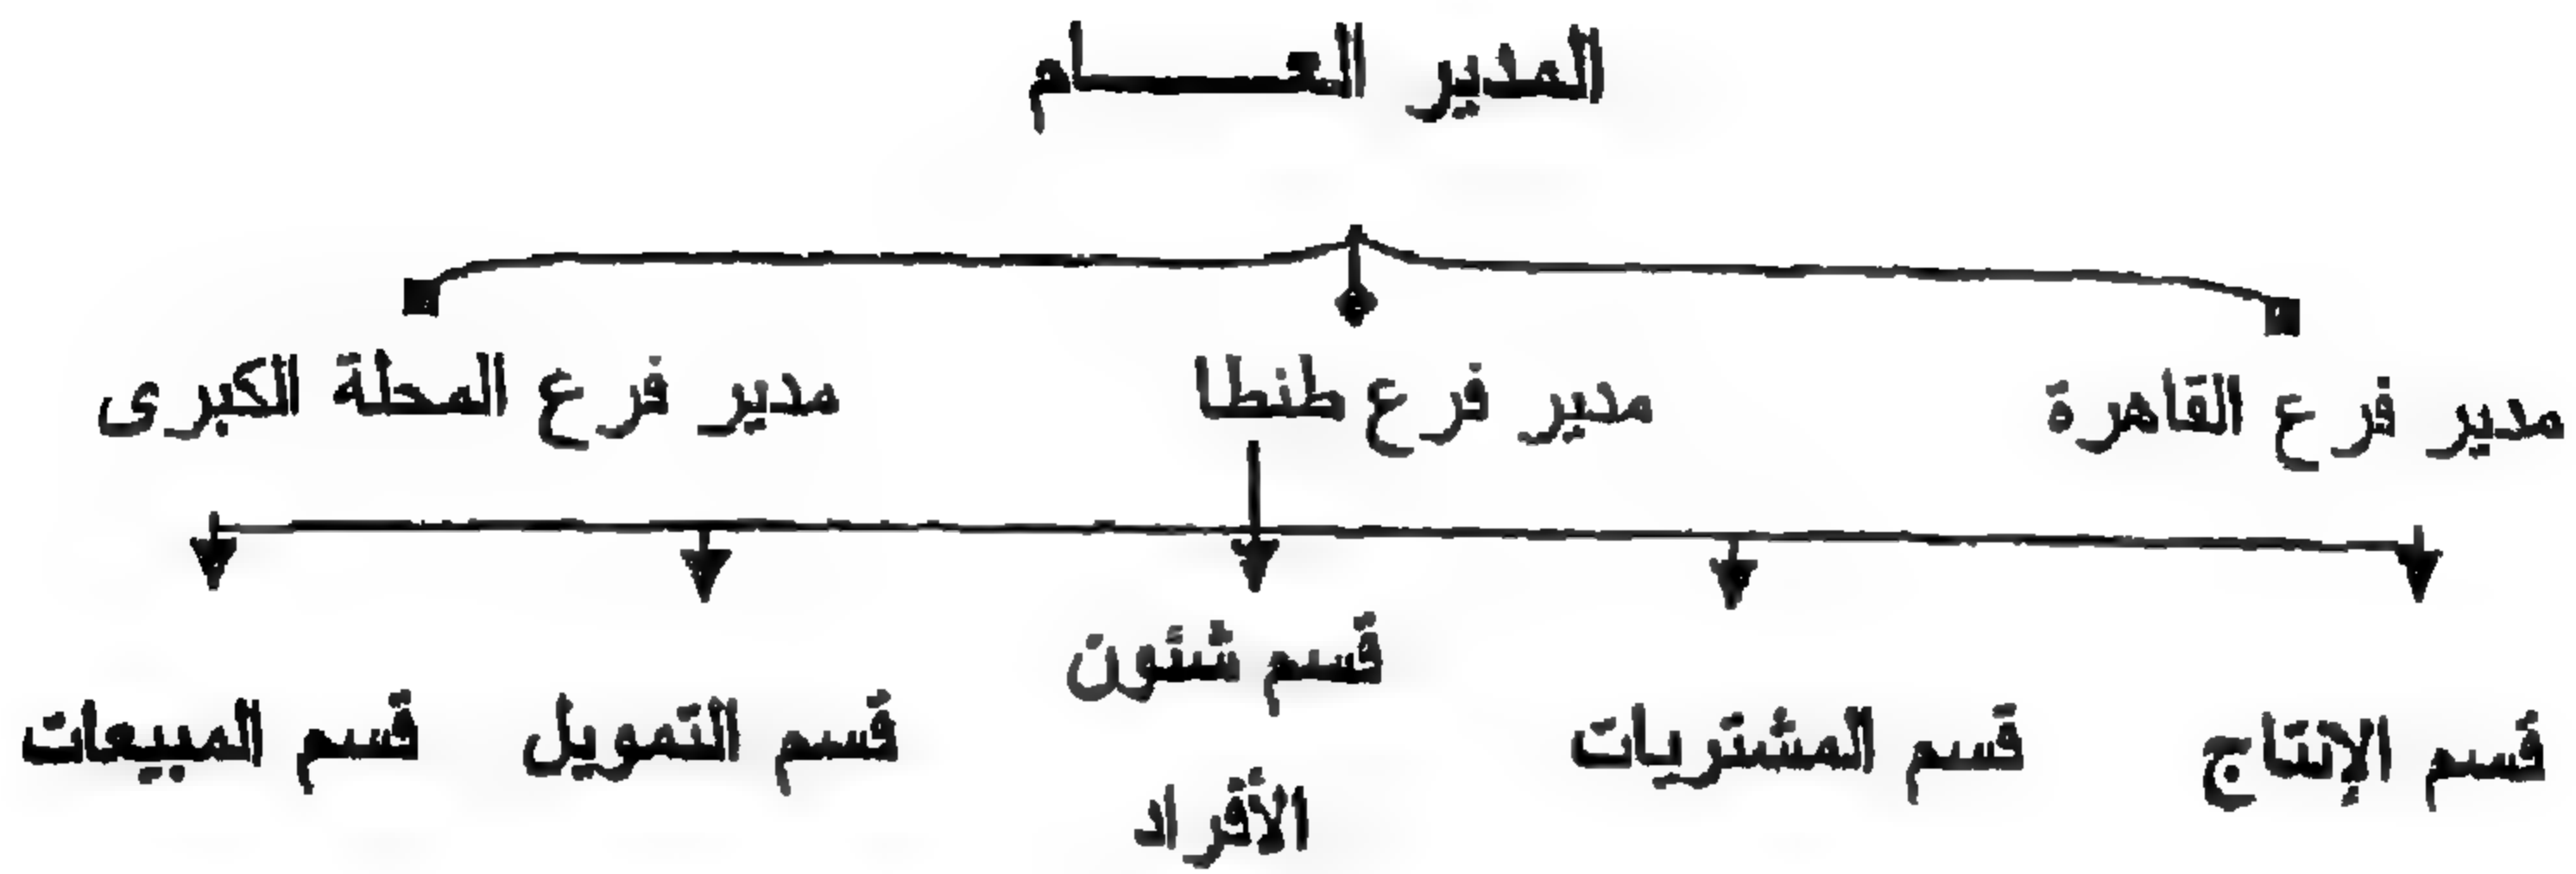 المدير العـــــام
مدير فرع القاهرة
مدير فرع طنطا
مدير فرع المحلة الكبرى
قسم الإنتاج
قسم المشتريات
قسم شئون
الأفراد
قسم التمويل
قسم المبيعات